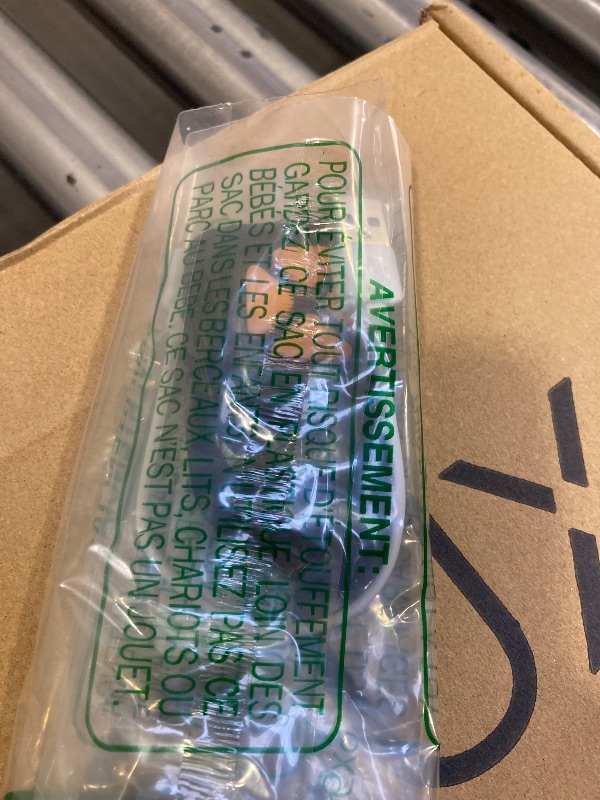 AVERTISSEMENT:
POUR ÉVITER TOUT RISQUE D'ÉTOUFFEMENT
GARDEZ CE SAC EN PLASTIQUE LOIN DES
BÉBÉS ET LES ENFANTS. N'UTILISEZ PAS CE
SAC DANS LES BERCEAUX, LITS, CHARIOTS OU
PARC AU BÉBÉ. CE SAC N'EST PAS UN JOUET.